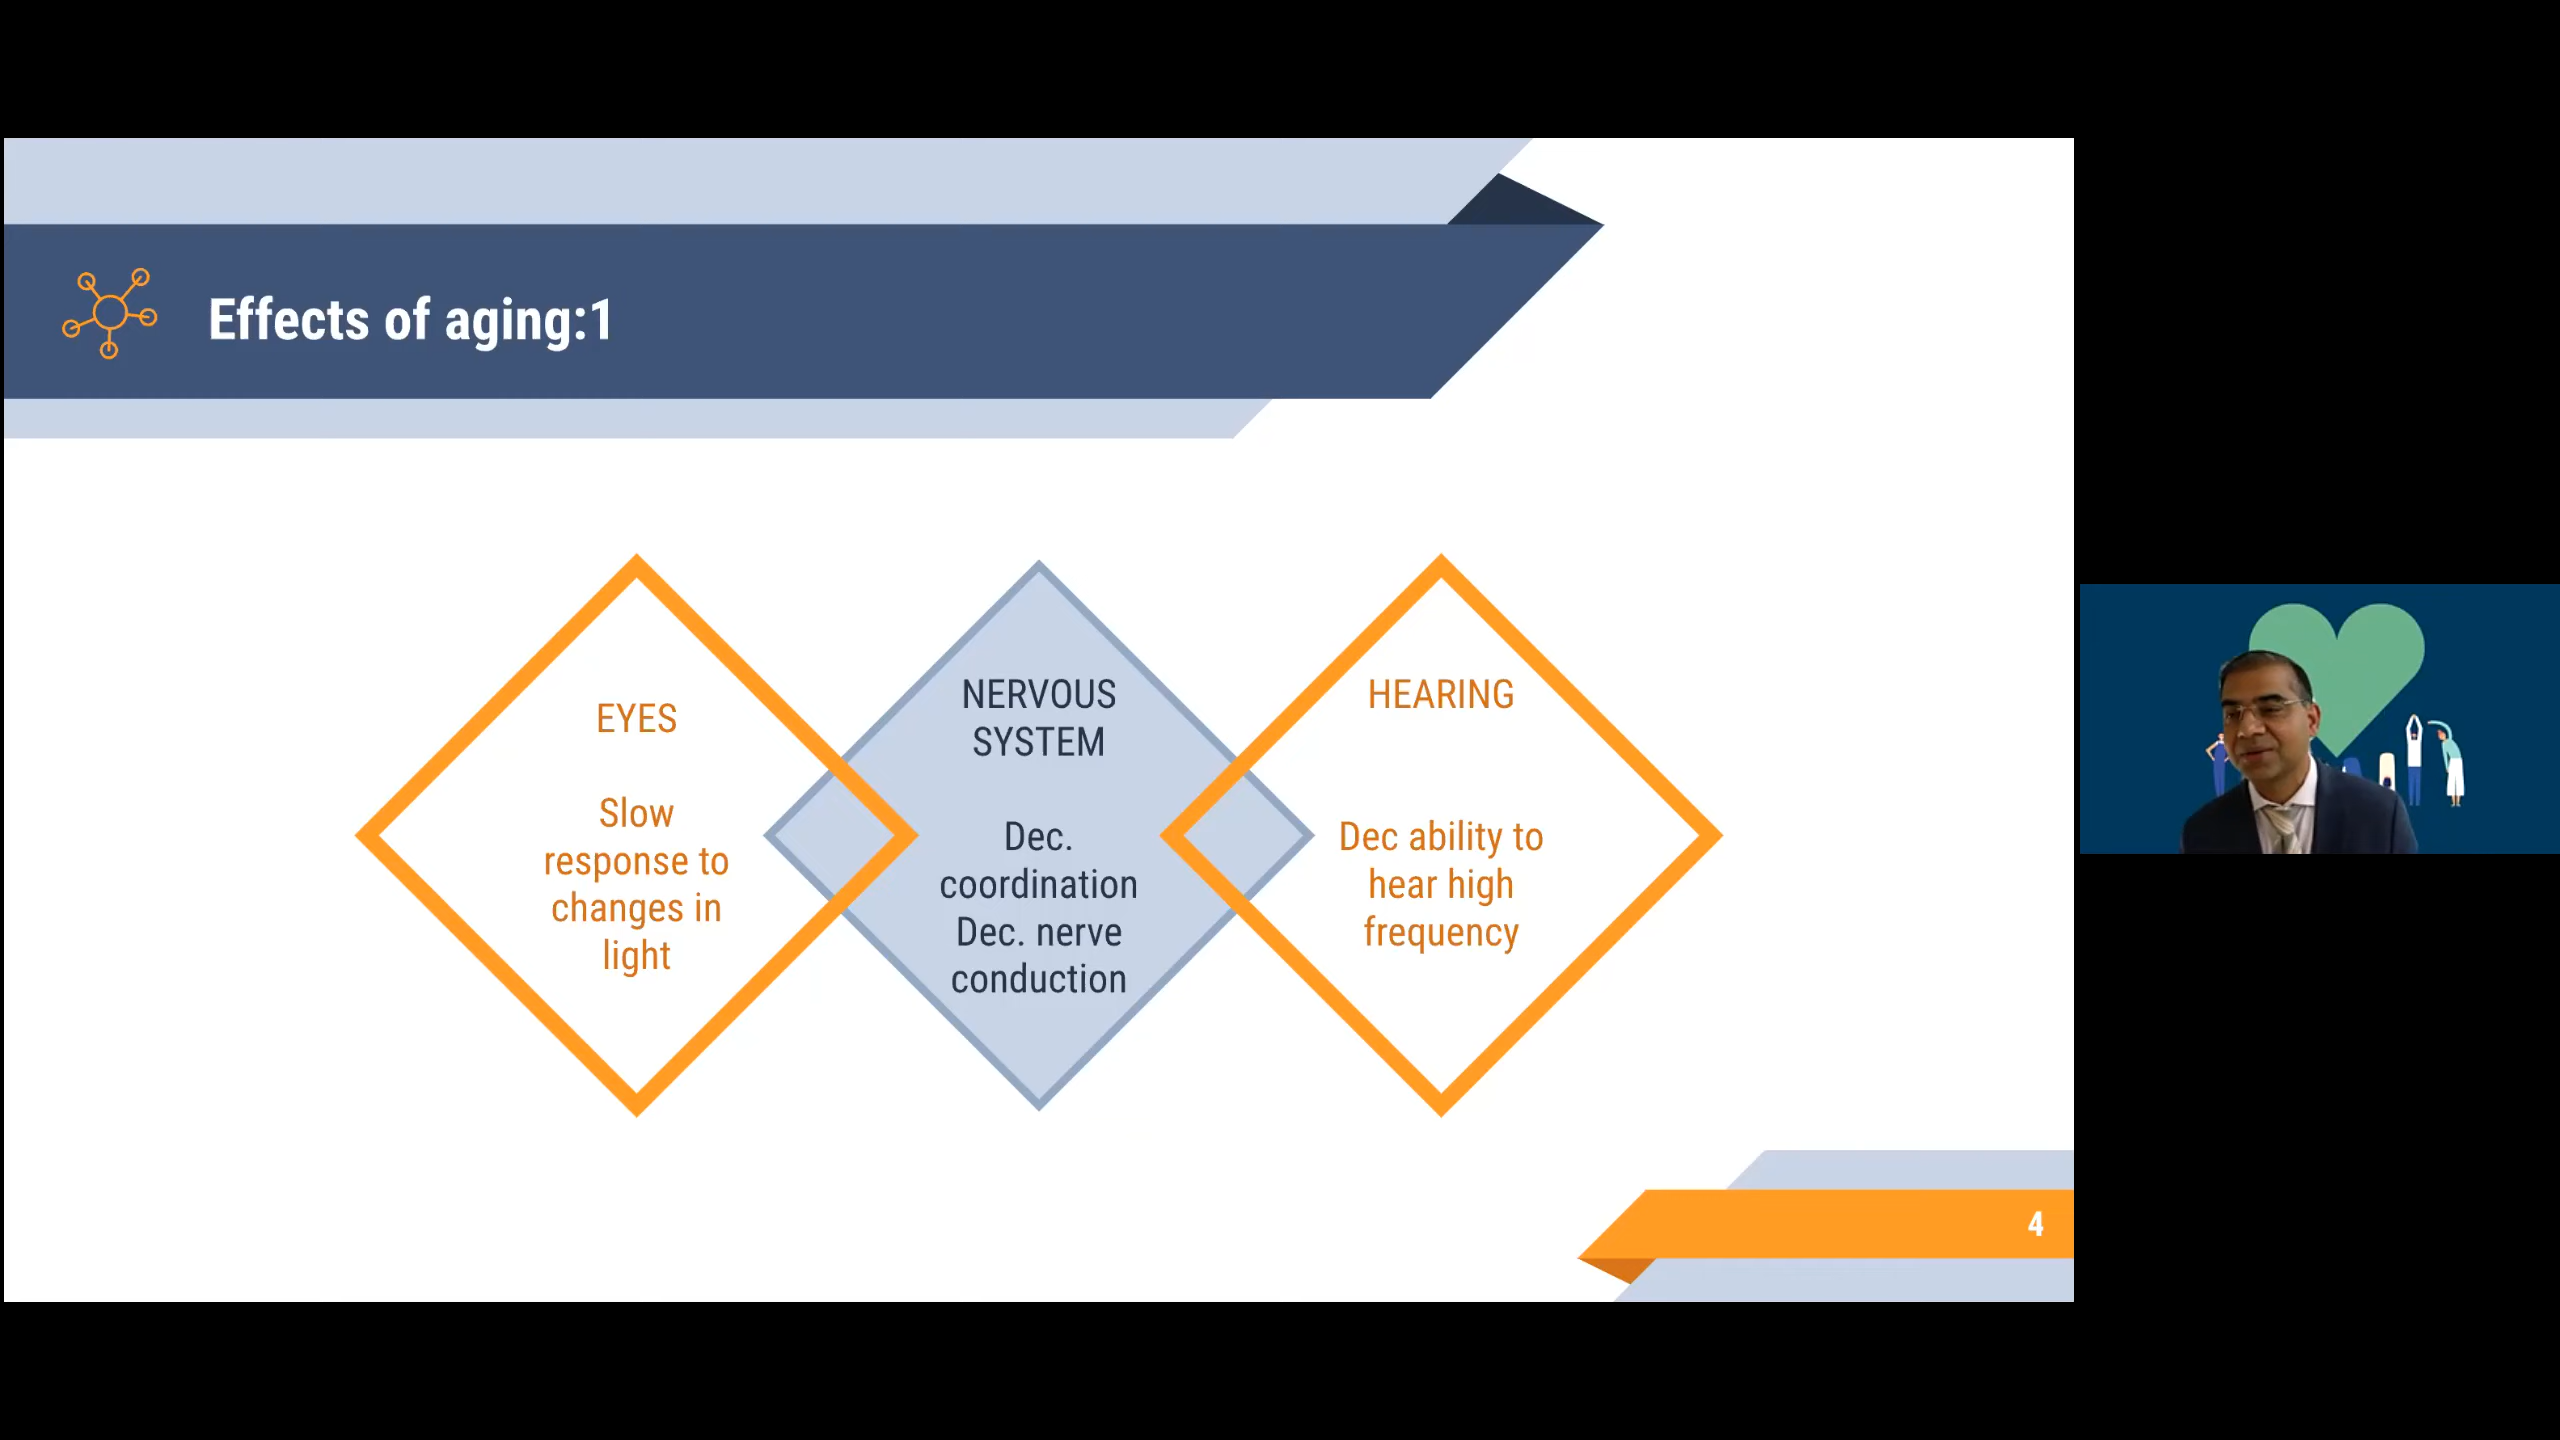 Effects of aging:1
EYES
Slow
response to
changes in
light
NERVOUS
SYSTEM
Dec.
coordination
Dec. nerve
conduction
HEARING
Dec ability to
hear high
frequency
4